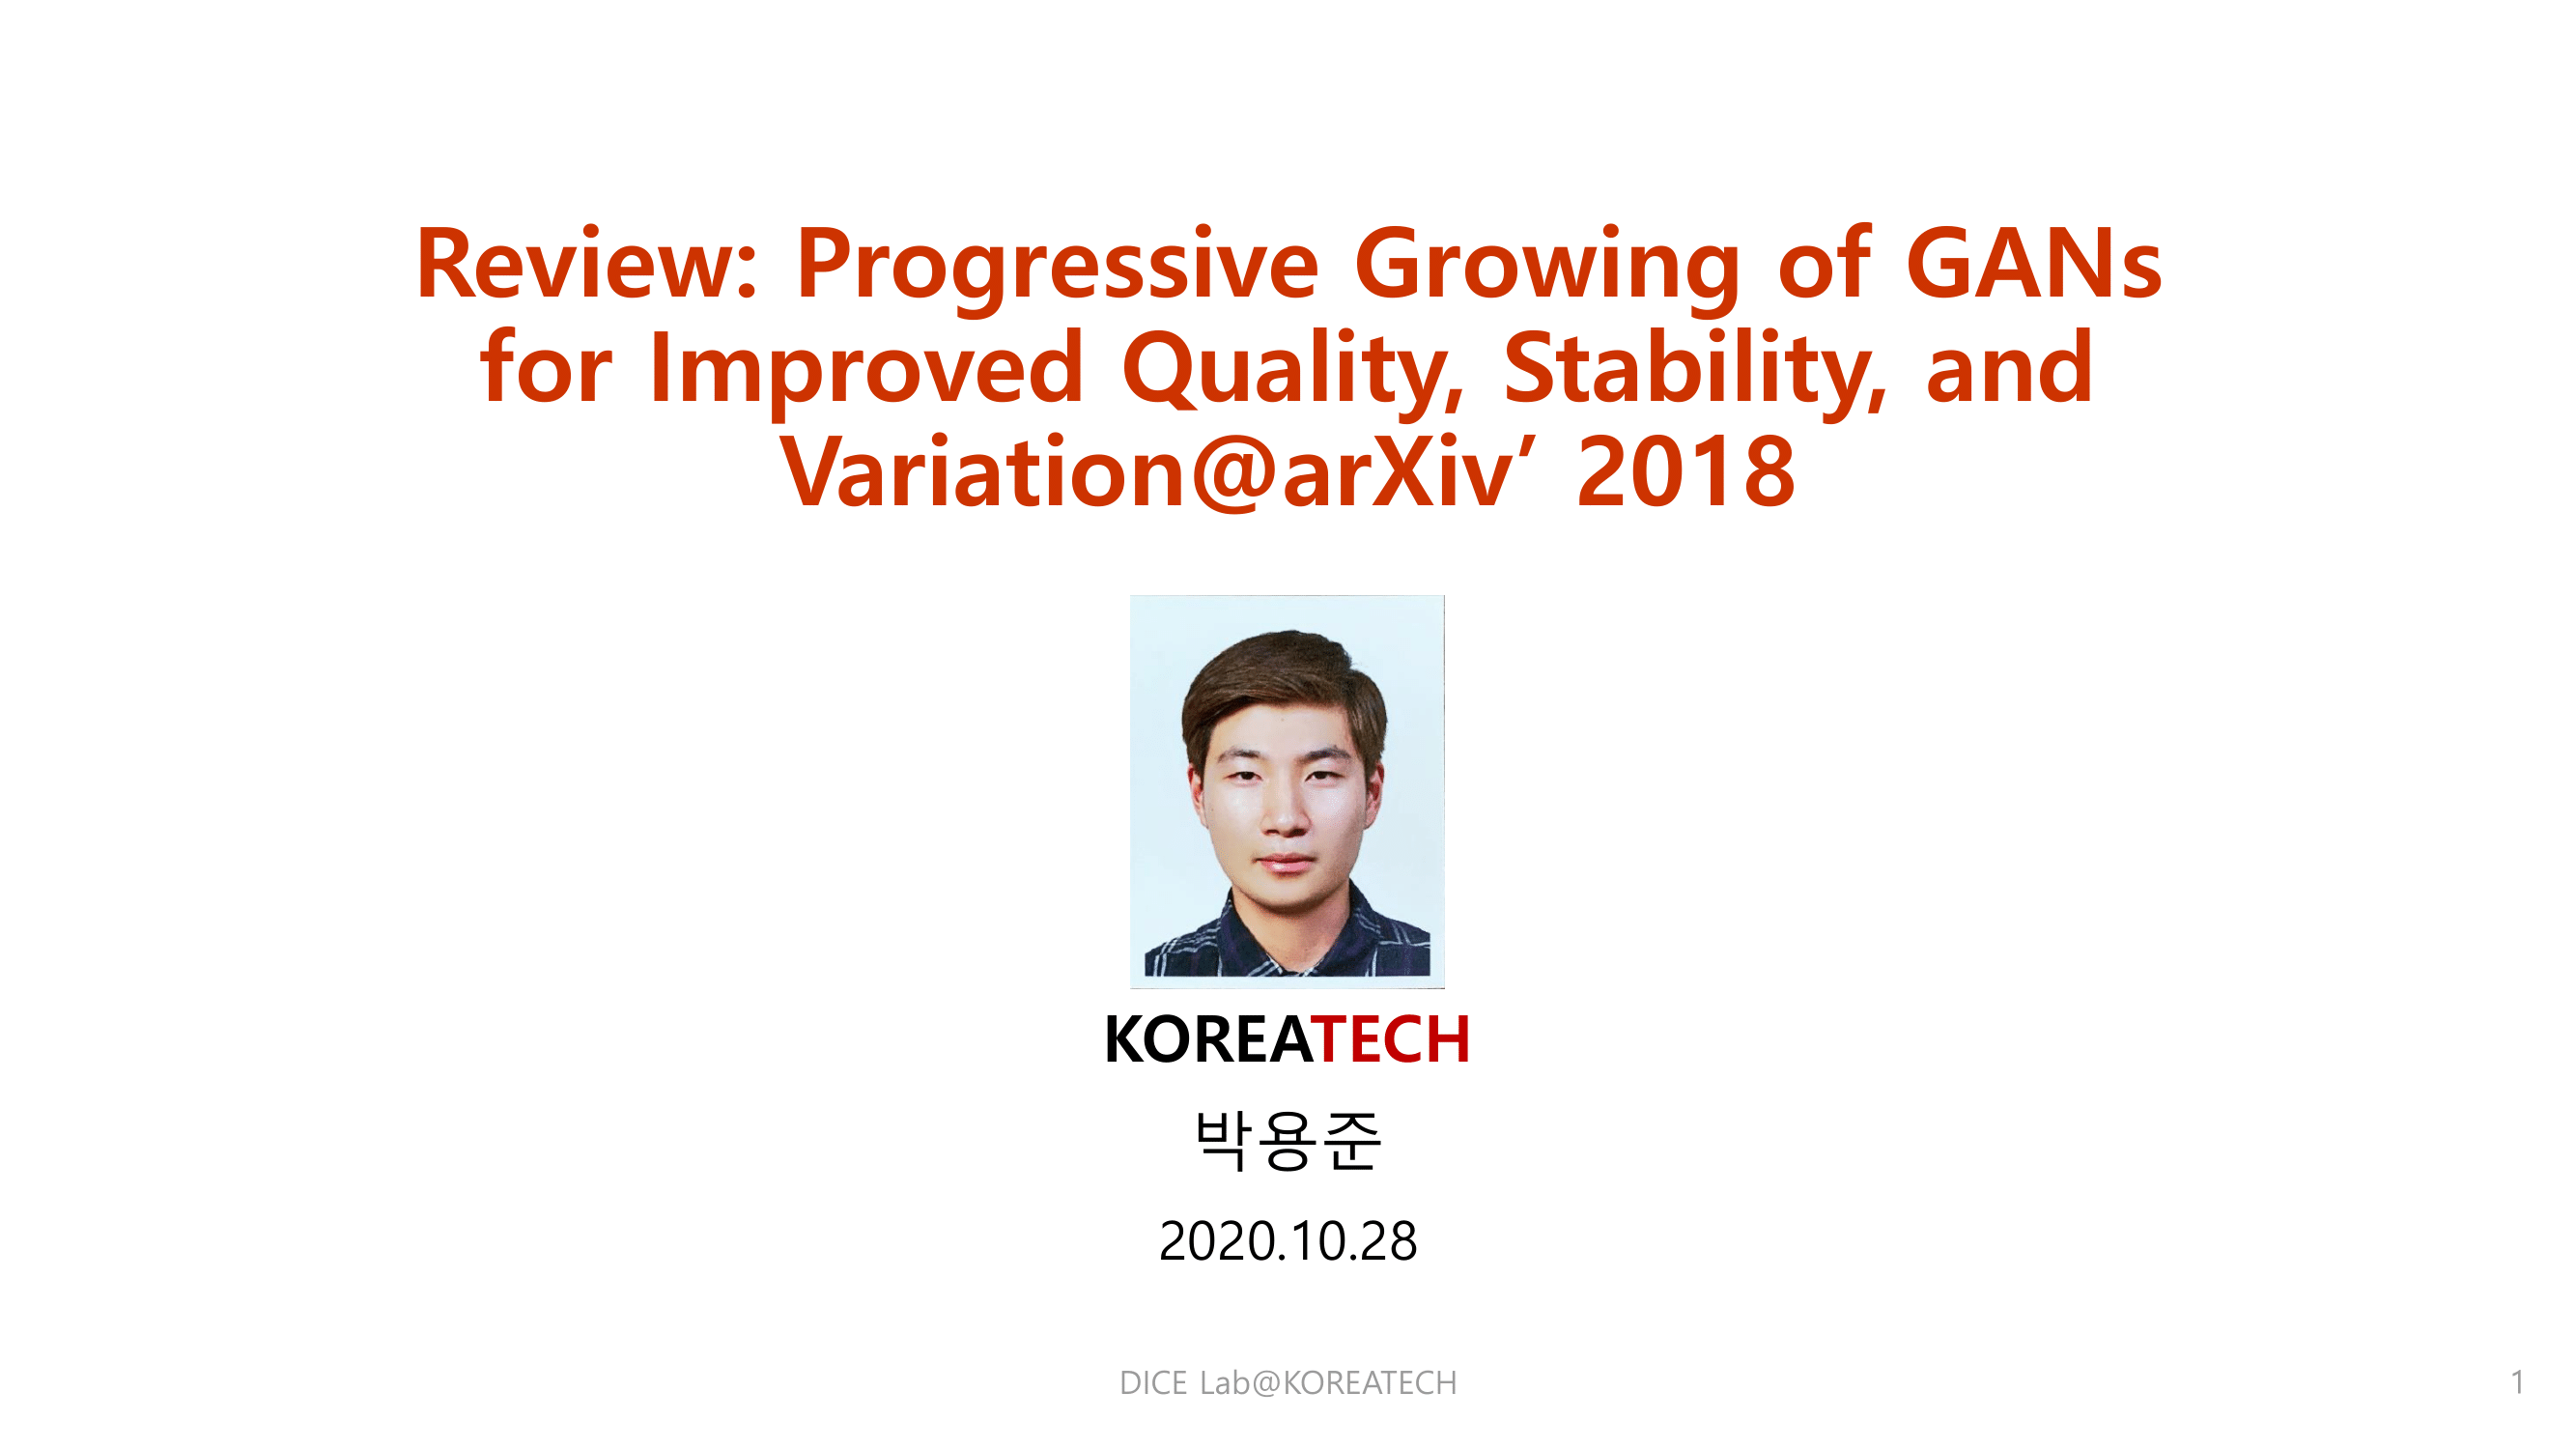 Review: Progressive Growing of GANs
for Improved Quality, Stability, and
Variation@arXiv’ 2018
KOREATECH
박용준
2020.10.28
DICE Lab@KOREATECH
1